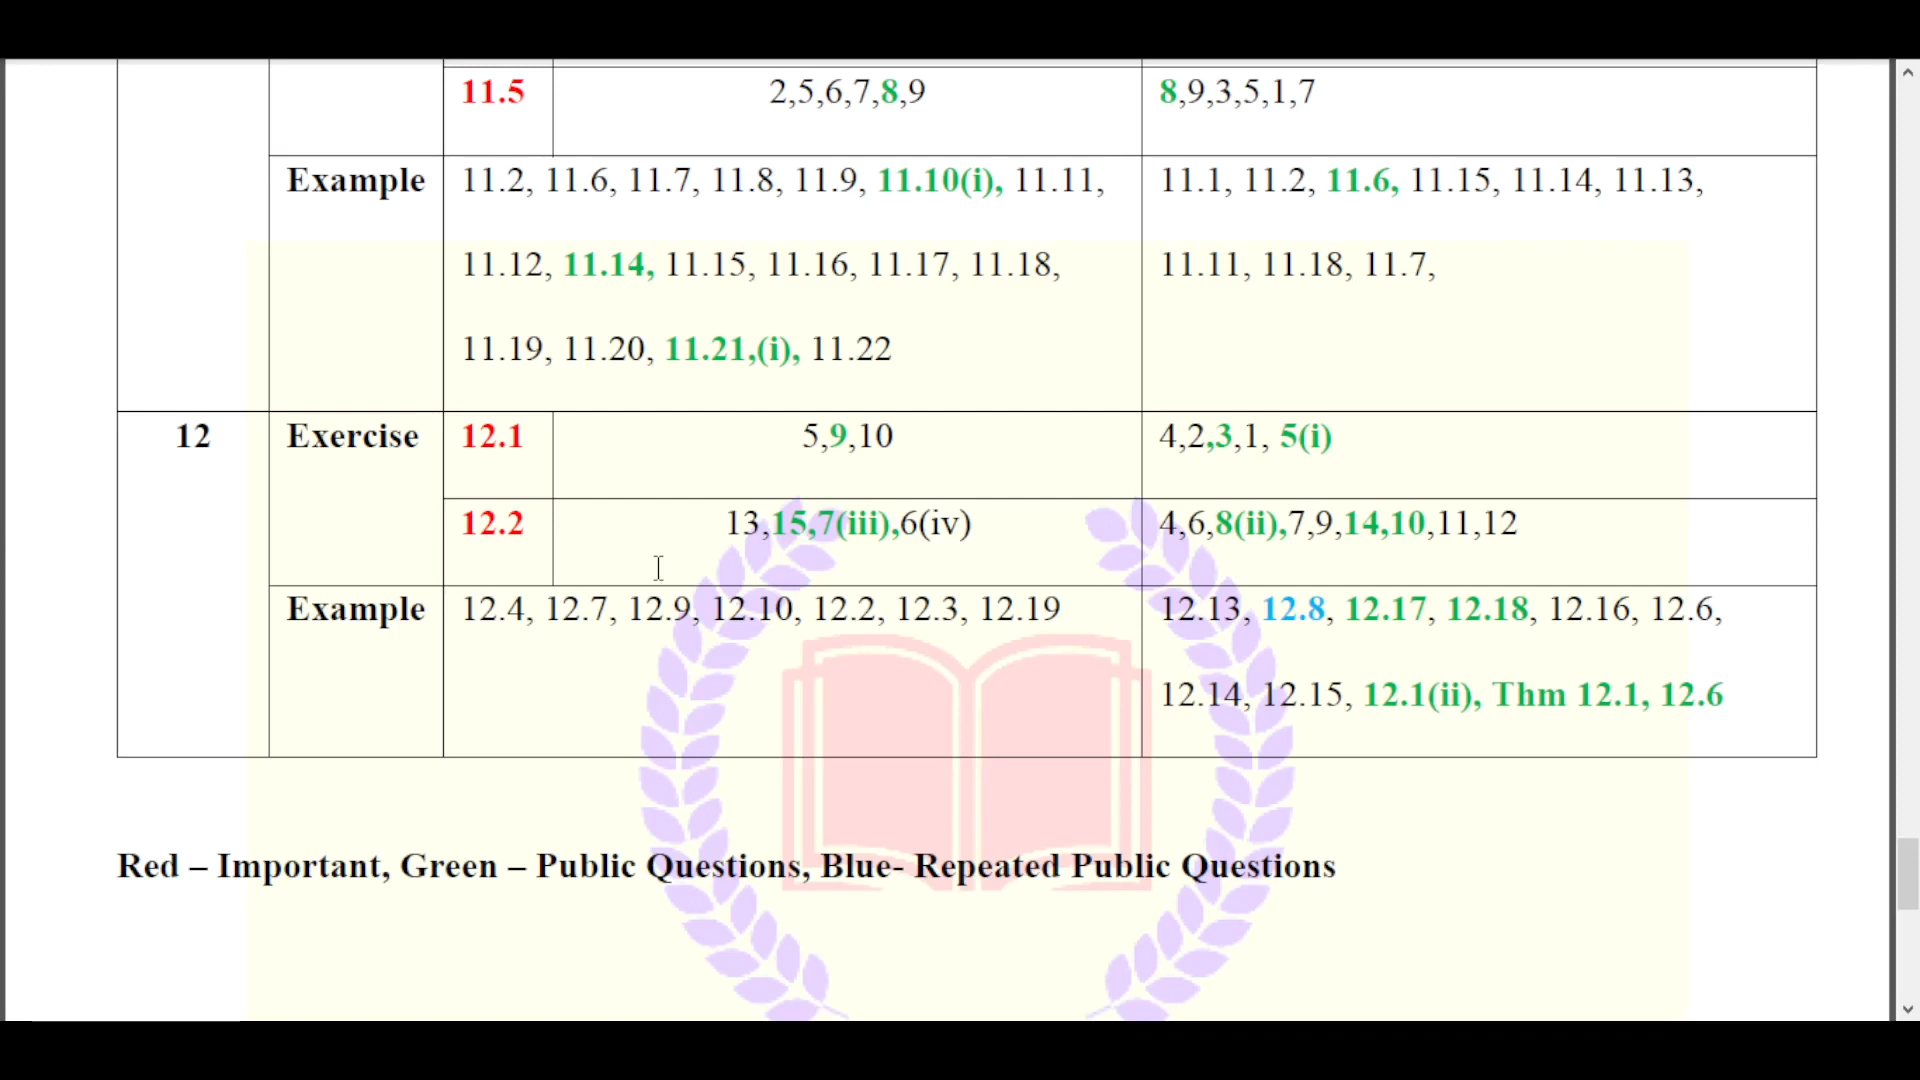 11.5 2,5,6,7,8,9 8,9,3,5,1,7
Example 11.2, 11.6, 11.7, 11.8, 11.9, 11.10(i), 11.11, 11.1, 11.2, 11.6, 11.15, 11.14, 11.13,
11.12, 11.14, 11.15, 11.16, 11.17, 11.18, 11.11, 11.18, 11.7,
11.19, 11.20, 11.21,(i), 11.22
12 Exercise 12.1 5,9,10 4,2,3,1, 5(i)
12.2 13,15,7(iii),6(iv) 4,6,8(ii),7,9,14,10,11,12
Example 12.4, 12.7, 12.9, 12.10, 12.2, 12.3, 12.19 12.13, 12.8, 12.17, 12.18, 12.16, 12.6,
12.14, 12.15, 12.1(ii), Thm 12.1, 12.6
Red – Important, Green – Public Questions, Blue- Repeated Public Questions